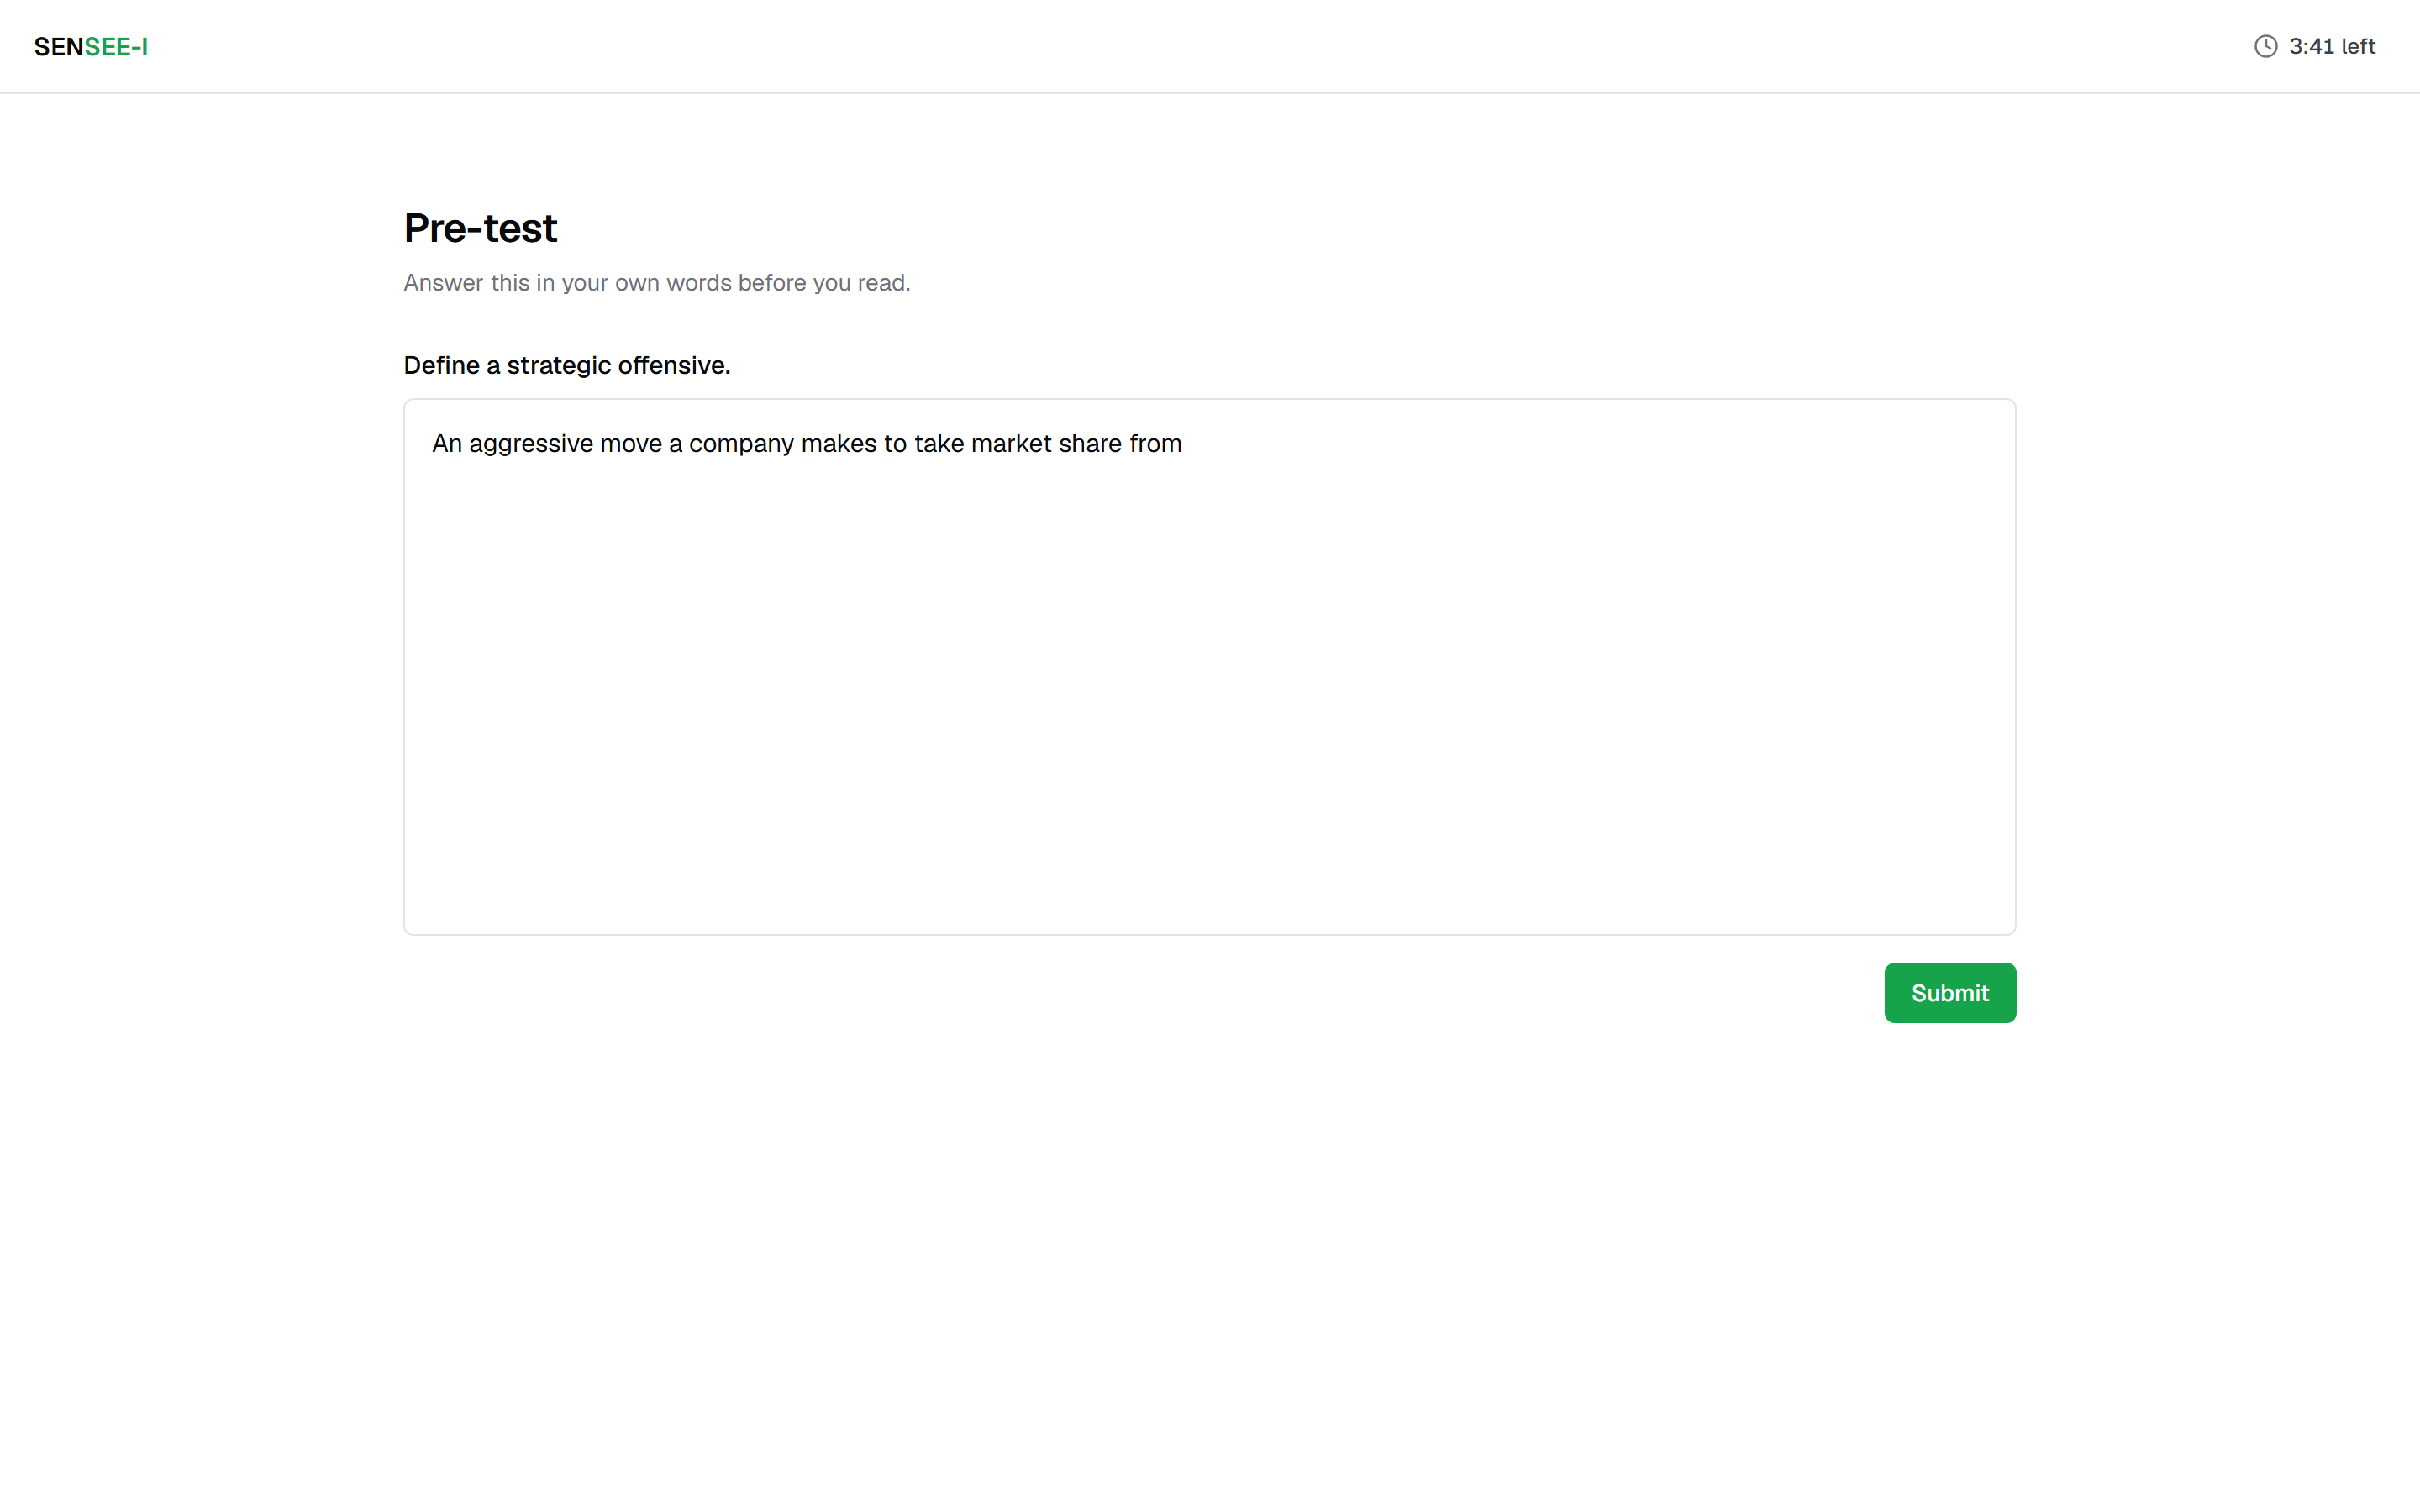 SENSEE-I
3:41 left
Pre-test
Answer this in your own words before you read.
Define a strategic offensive.
An aggressive move a company makes to take market share from
Submit